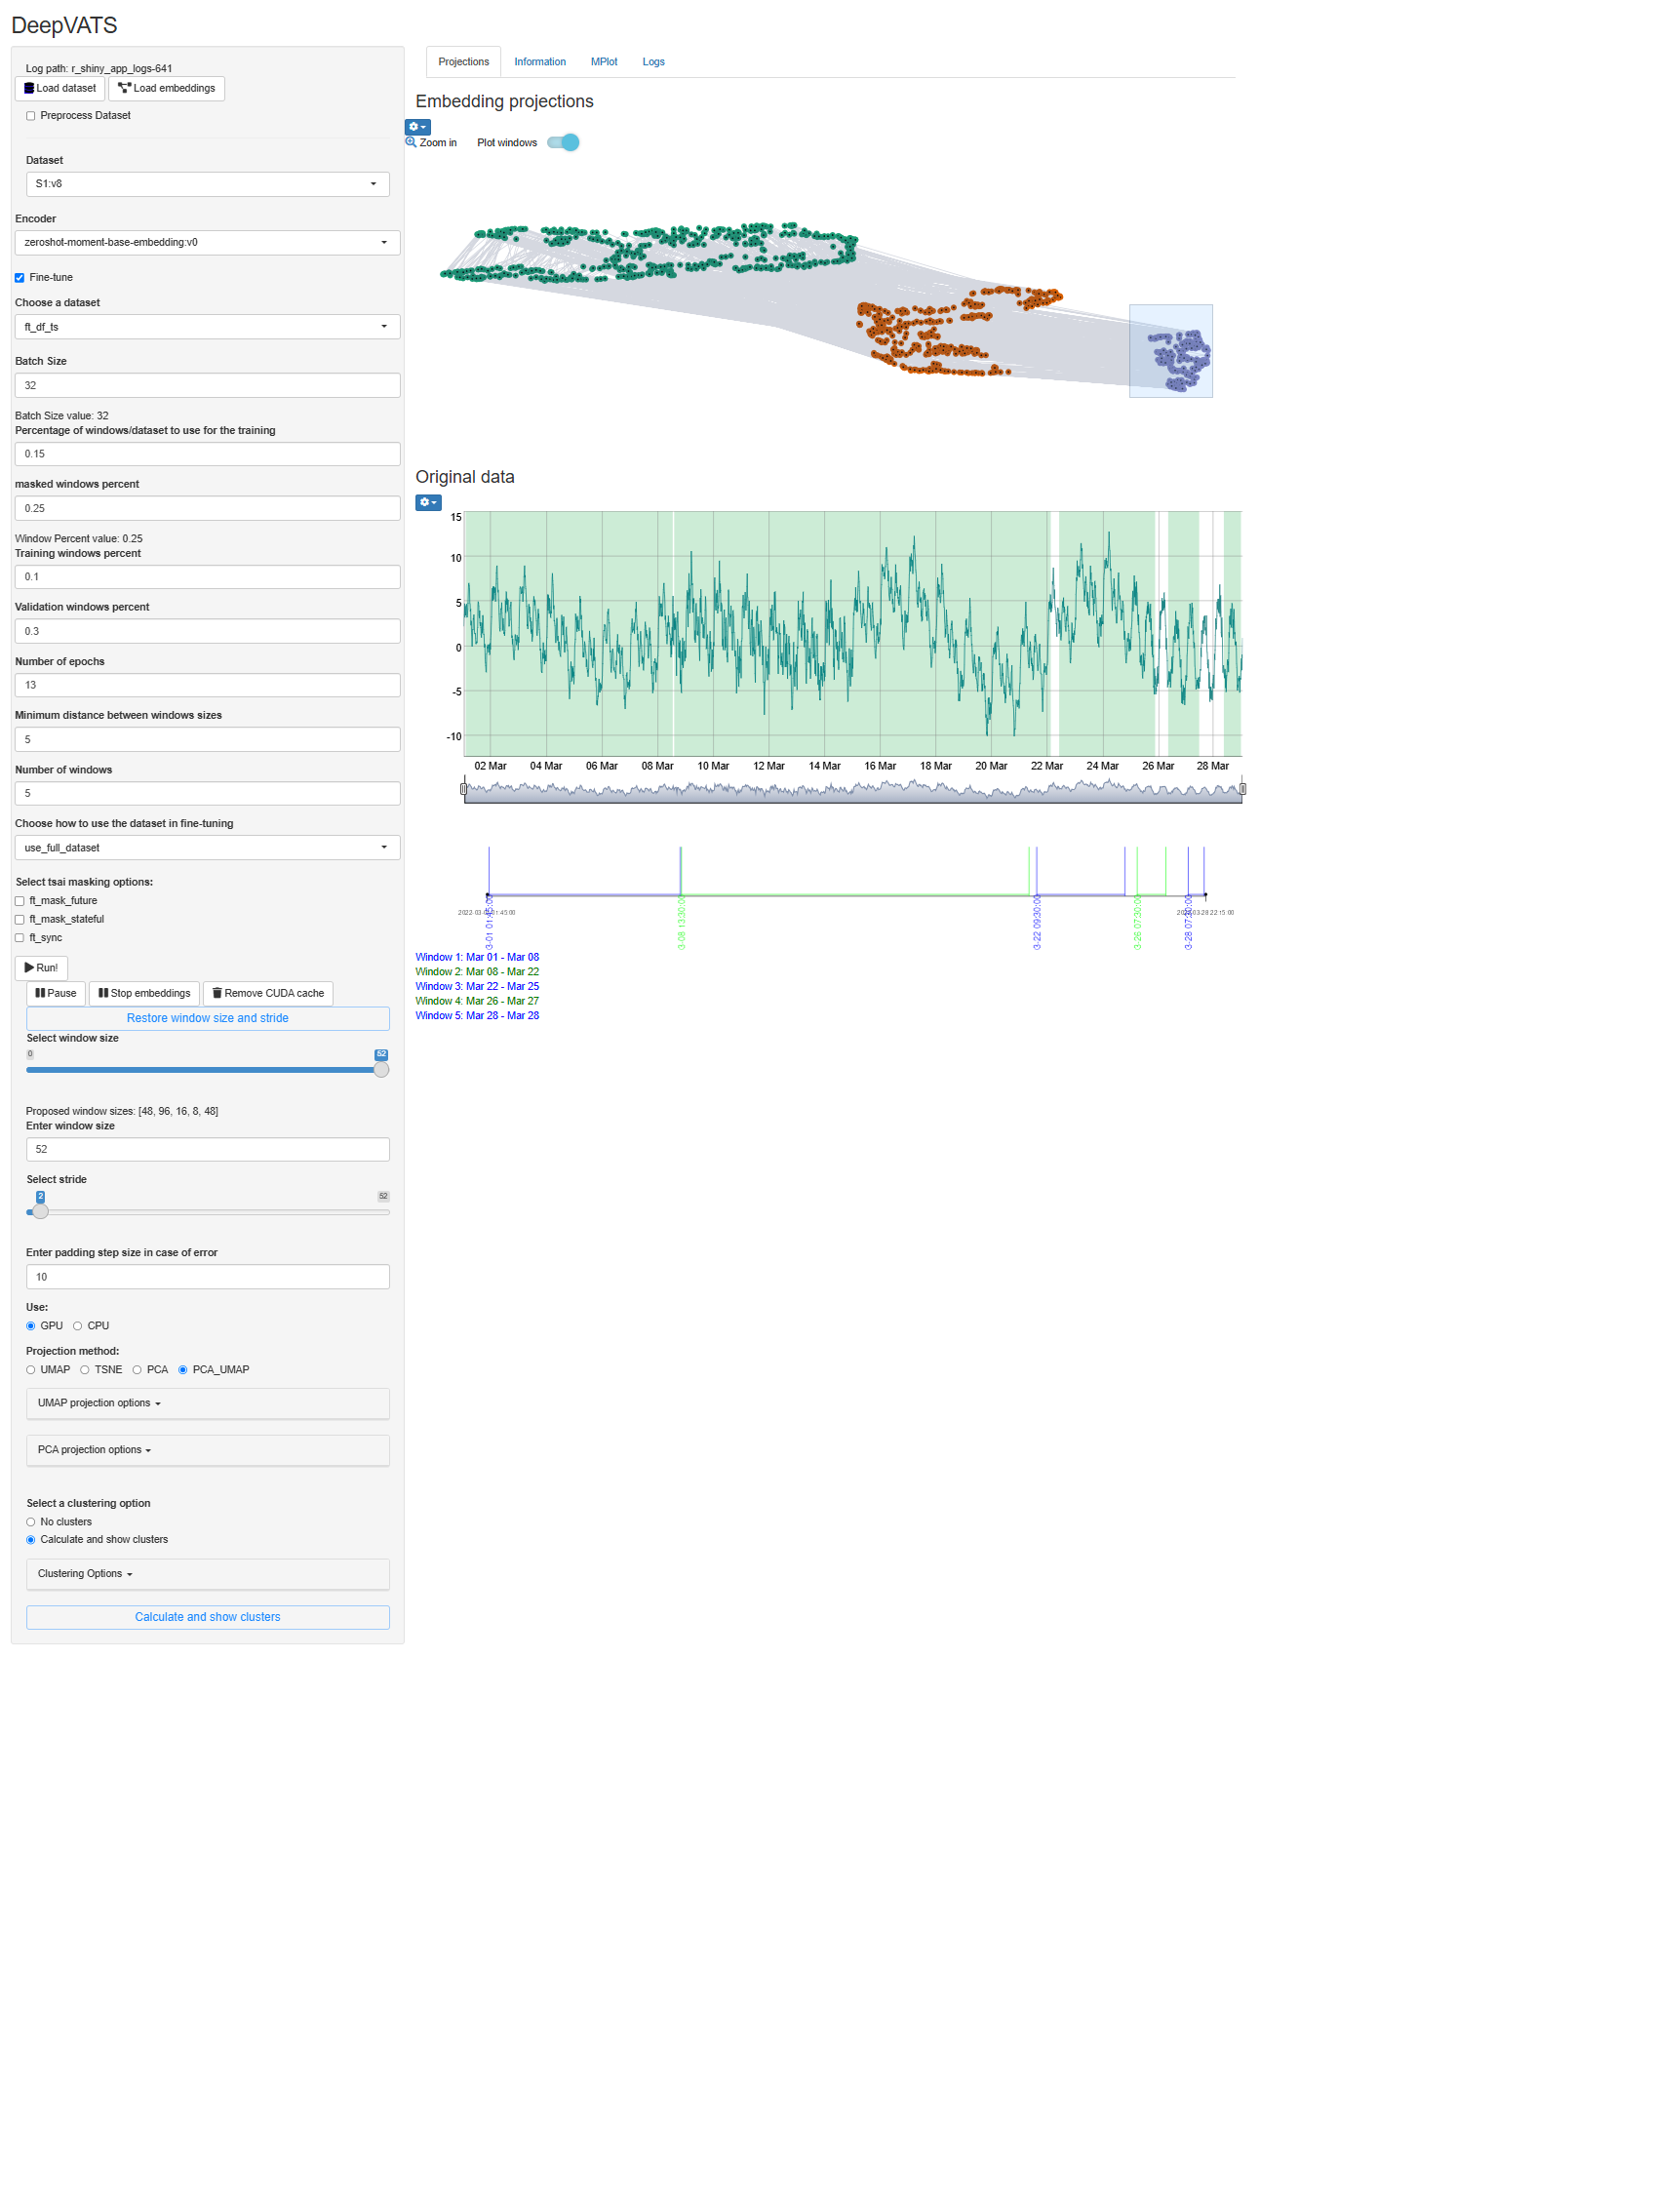 DeepVATS
Log path: r_shiny_app_logs-641
Load dataset Load embeddings
Preprocess Dataset
Dataset
S1:v8
Encoder
zeroshot-moment-base-embedding:v0
Fine-tune
Choose a dataset
ft_df_ts
Batch Size
32
Batch Size value: 32
Percentage of windows/dataset to use for the training
0.15
masked windows percent
0.25
Window Percent value: 0.25
Training windows percent
0.1
Validation windows percent
0.3
Number of epochs
13
Minimum distance between windows sizes
5
Number of windows
5
Choose how to use the dataset in fine-tuning
use_full_dataset
Select tsai masking options:
ft_mask_future
ft_mask_stateful
ft_sync
Run!
Pause Stop embeddings Remove CUDA cache
Restore window size and stride
Select window size
0 52
Proposed window sizes: [48, 96, 16, 8, 48]
Enter window size
52
Select stride
2 52
Enter padding step size in case of error
10
Use:
GPU CPU
Projection method:
UMAP TSNE PCA PCA_UMAP
UMAP projection options
PCA projection options
Select a clustering option
No clusters
Calculate and show clusters
Clustering Options
Calculate and show clusters
Projections Information MPlot Logs
Embedding projections
Zoom in Plot windows
Original data
15
10
5
0
-5
-10
02 Mar 04 Mar 06 Mar 08 Mar 10 Mar 12 Mar 14 Mar 16 Mar 18 Mar 20 Mar 22 Mar 24 Mar 26 Mar 28 Mar
3-08 13:30:00
3-22 09:30:00
3-26 07:30:00
Window 1: Mar 01 - Mar 08
Window 2: Mar 08 - Mar 22
Window 3: Mar 22 - Mar 25
Window 4: Mar 26 - Mar 27
Window 5: Mar 28 - Mar 28